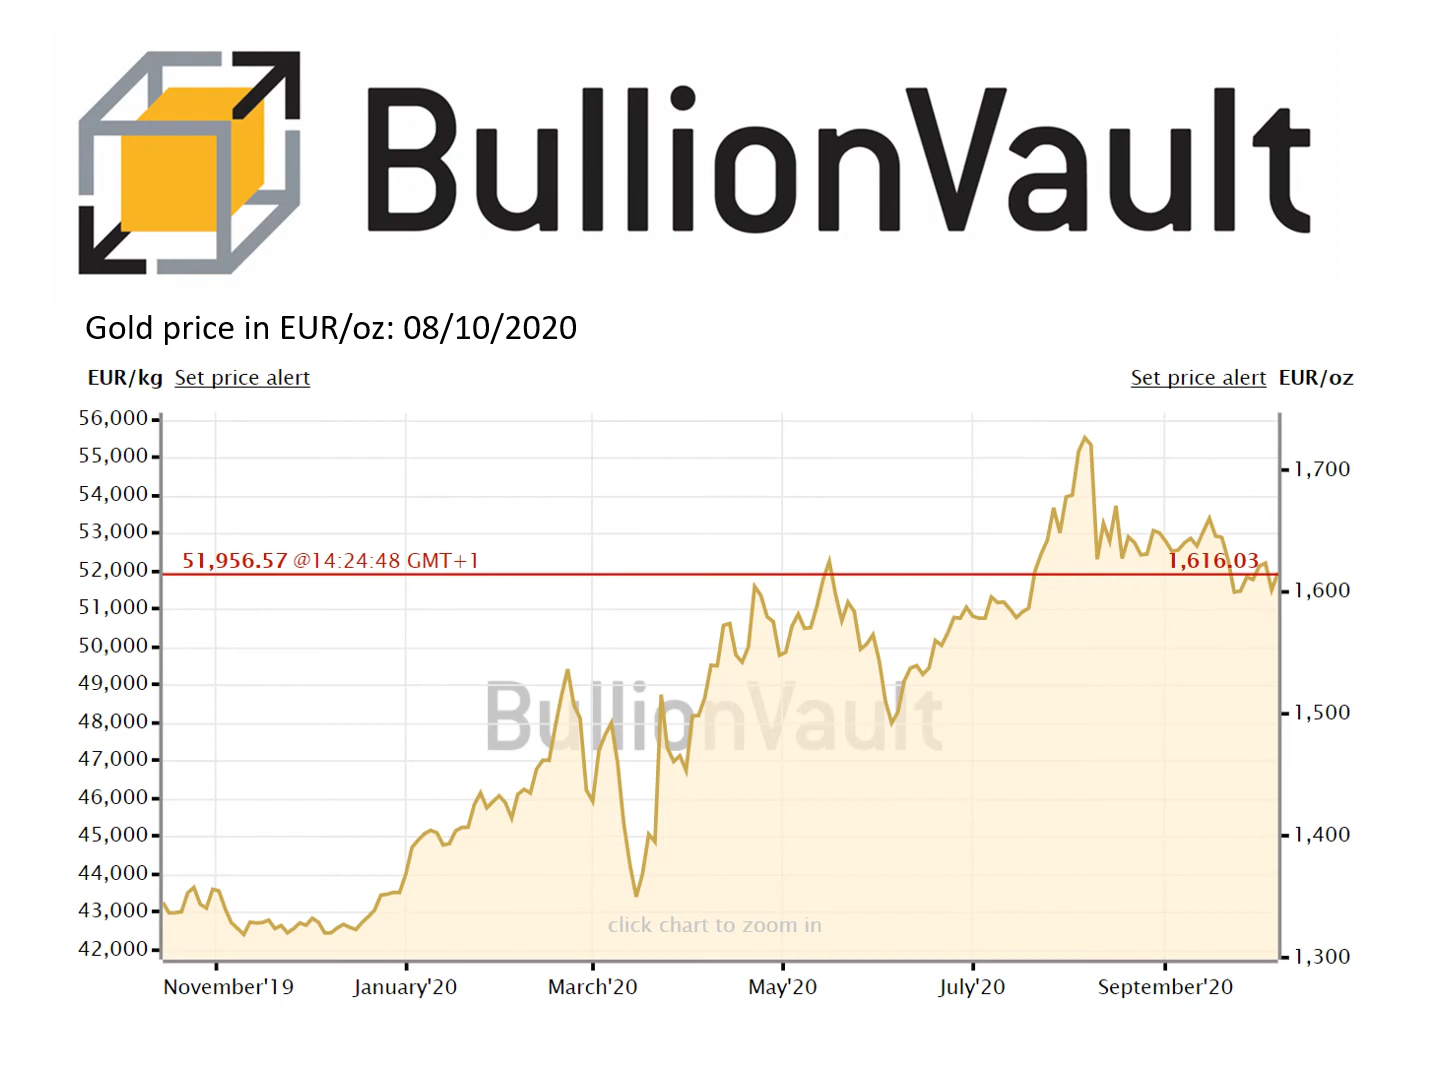 BullionVault
Gold price in EUR/oz: 08/10/2020
EUR/kg Set price alert Set price alert EUR/oz
56,000
55,000
1,700
54,000
53,000
51,956.57 @14:24:48 GMT+1 1,616.03
52,000
1,600
51,000
50,000
49,000
BullionVault
1,500
48,000
47,000
46,000
45,000 1,400
44,000
43,000
click chart to zoom in
42,000
1,300
November'19 January'20 March'20 May'20 July'20 September'20